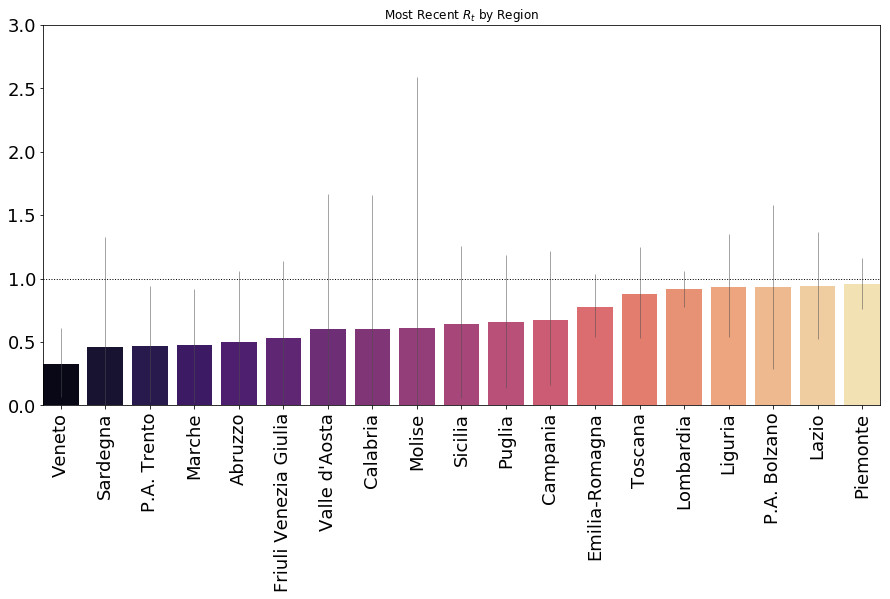 Most Recent R_t by Region
3.0
2.5
2.0
1.5
1.0
0.5
0.0
Veneto
Sardegna
P.A. Trento
Marche
Abruzzo
Friuli Venezia Giulia
Valle d'Aosta
Calabria
Molise
Sicilia
Puglia
Campania
Emilia-Romagna
Toscana
Lombardia
Liguria
P.A. Bolzano
Lazio
Piemonte